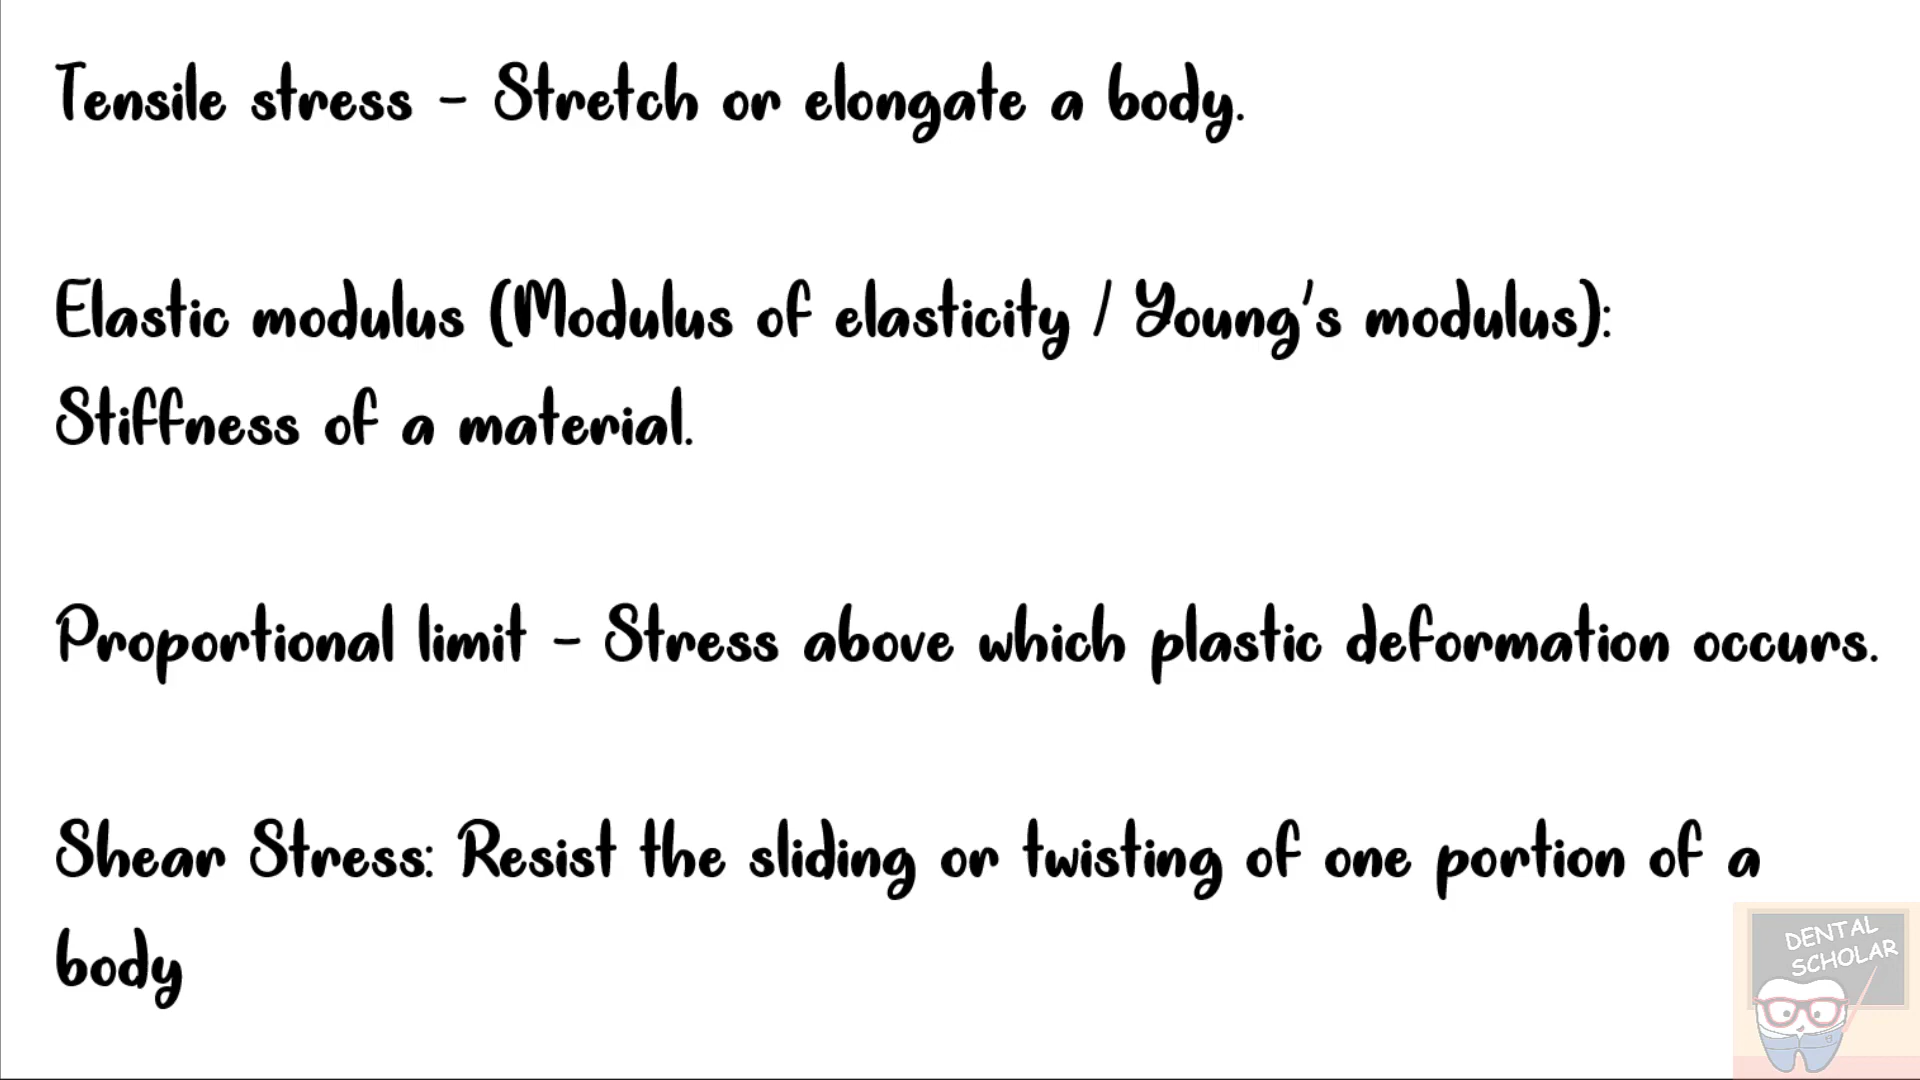 Tensile stress - Stretch or elongate a body.
Elastic modulus (Modulus of elasticity / Young's modulus):
Stiffness of a material.
Proportional limit - Stress above which plastic deformation occurs.
Shear Stress: Resist the sliding or twisting of one portion of a
body
DENTAL
SCHOLAR